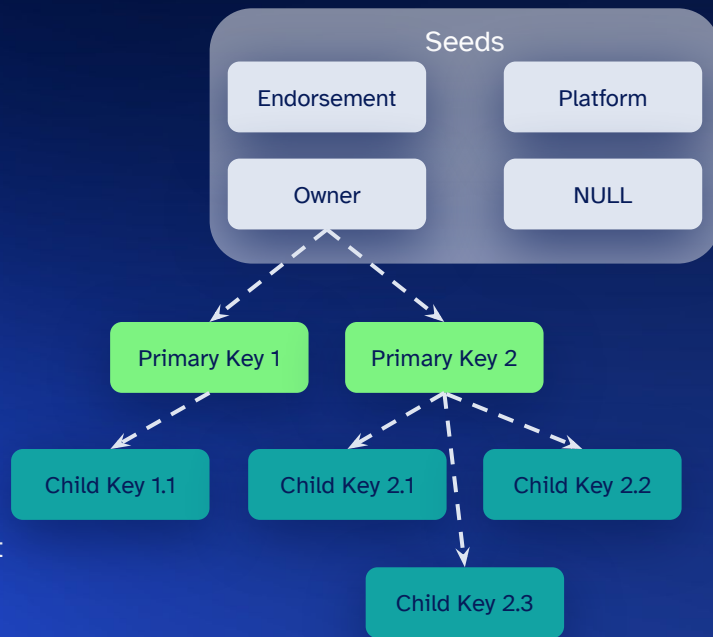 Seeds
Endorsement
Platform
Owner
NULL
Primary Key 1
Primary Key 2
Child Key 1.1
Child Key 2.1
Child Key 2.2
Child Key 2.3